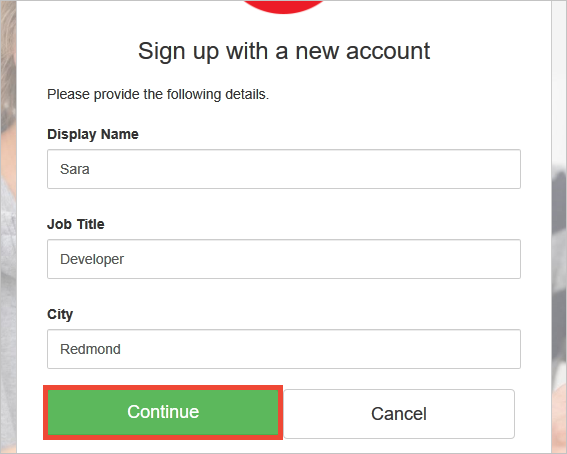 Sign up with a new account
Please provide the following details.
Display Name
Sara
Job Title
Developer
City
Redmond
Continue
Cancel